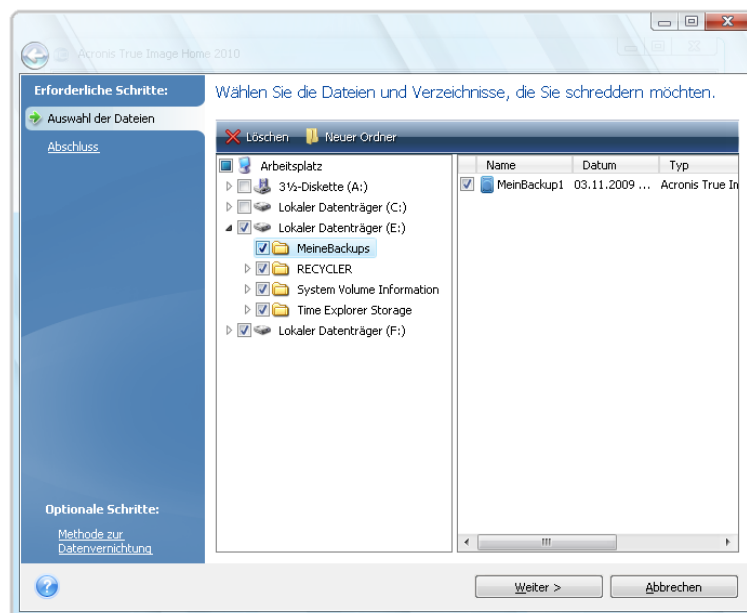 Acronis True Image Home 2010
Erforderliche Schritte:
Auswahl der Dateien
Abschluss
Optionale Schritte:
Methode zur
Datenvernichtung
Wählen Sie die Dateien und Verzeichnisse, die Sie schreddern möchten.
Löschen Neuer Ordner
Arbeitsplatz
3½-Diskette (A:)
Lokaler Datenträger (C:)
Lokaler Datenträger (E:)
MeineBackups
RECYCLER
System Volume Information
Time Explorer Storage
Lokaler Datenträger (F:)
Name Datum Typ
MeinBackup1 03.11.2009 ... Acronis True In
Weiter > Abbrechen